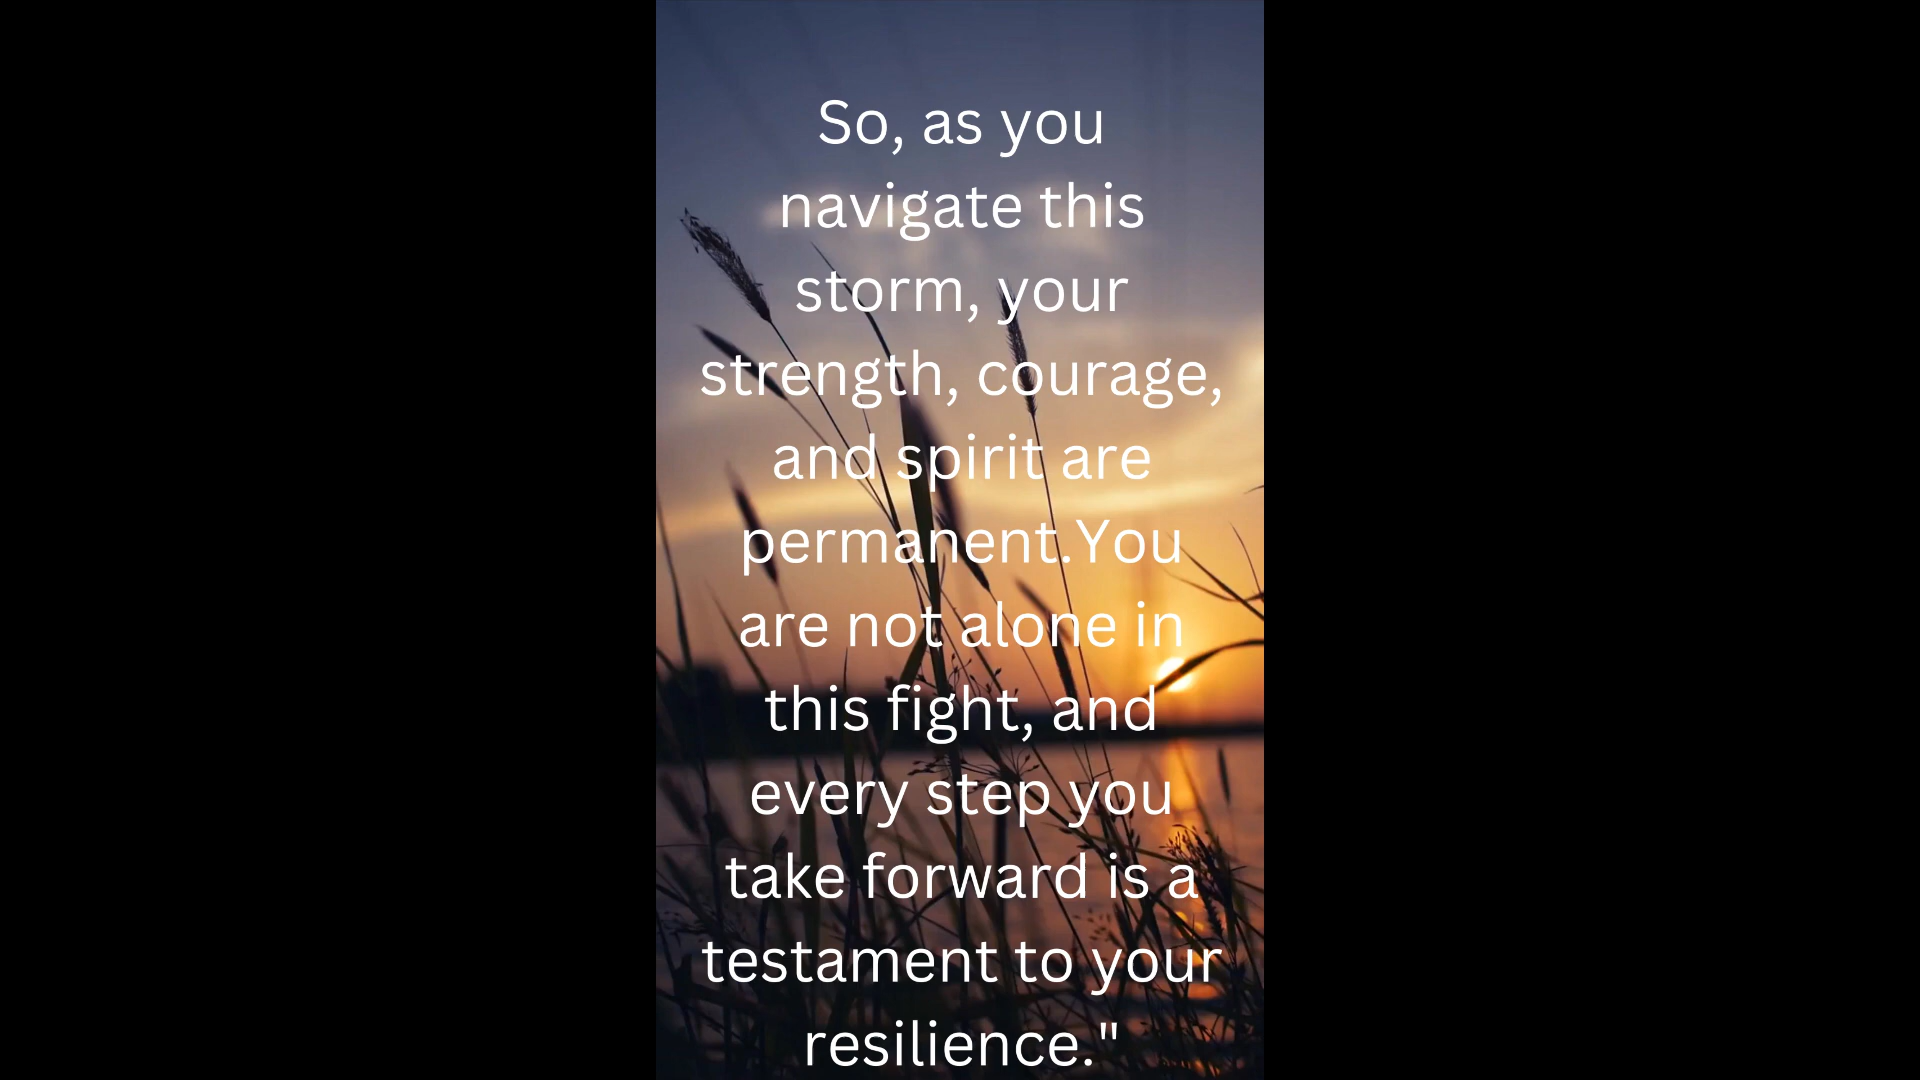 So, as you
navigate this
storm, your
strength, courage,
and spirit are
permanent.You
are not alone in
this fight, and
every step you
take forward is a
testament to your
resilience."